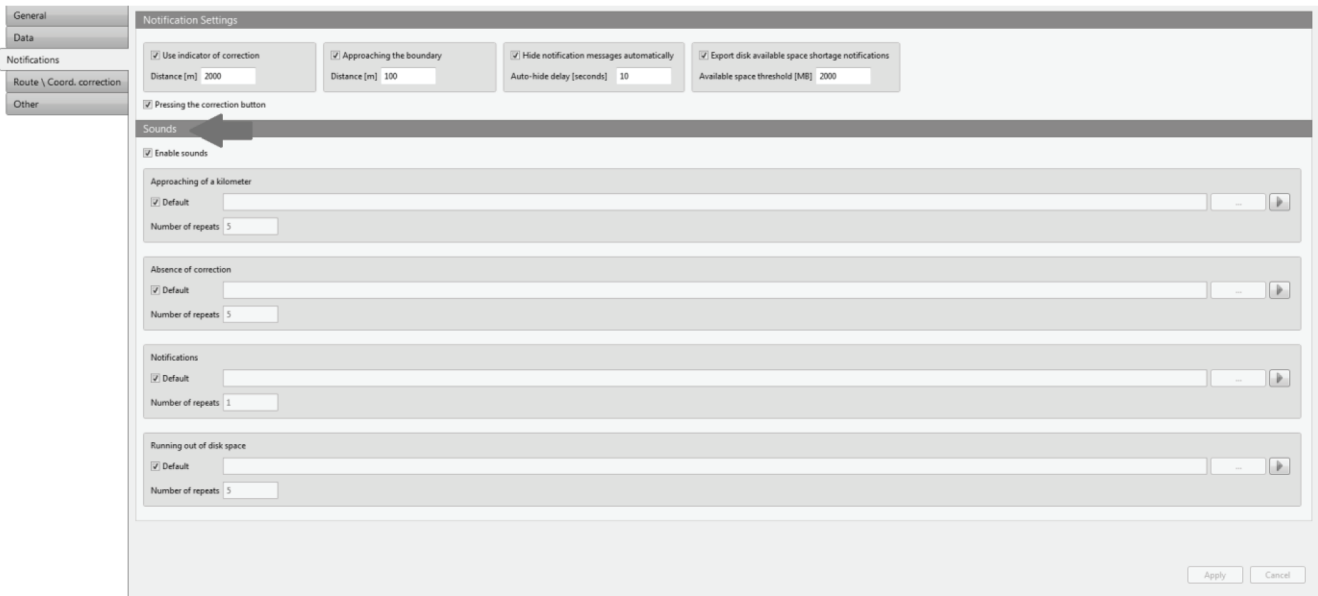 General
Data
Notifications
Route \ Coord. correction
Other
Notification Settings
Use indicator of correction
Distance [m] 2000
Approaching the boundary
Distance [m] 100
Hide notification messages automatically
Auto-hide delay [seconds] 10
Export disk available space shortage notifications
Available space threshold [MB] 2000
Pressing the correction button
Sounds
Enable sounds
Approaching of a kilometer
Default ...
Number of repeats 5
Absence of correction
Default ...
Number of repeats 5
Notifications
Default ...
Number of repeats 1
Running out of disk space
Default ...
Number of repeats 5
Apply Cancel